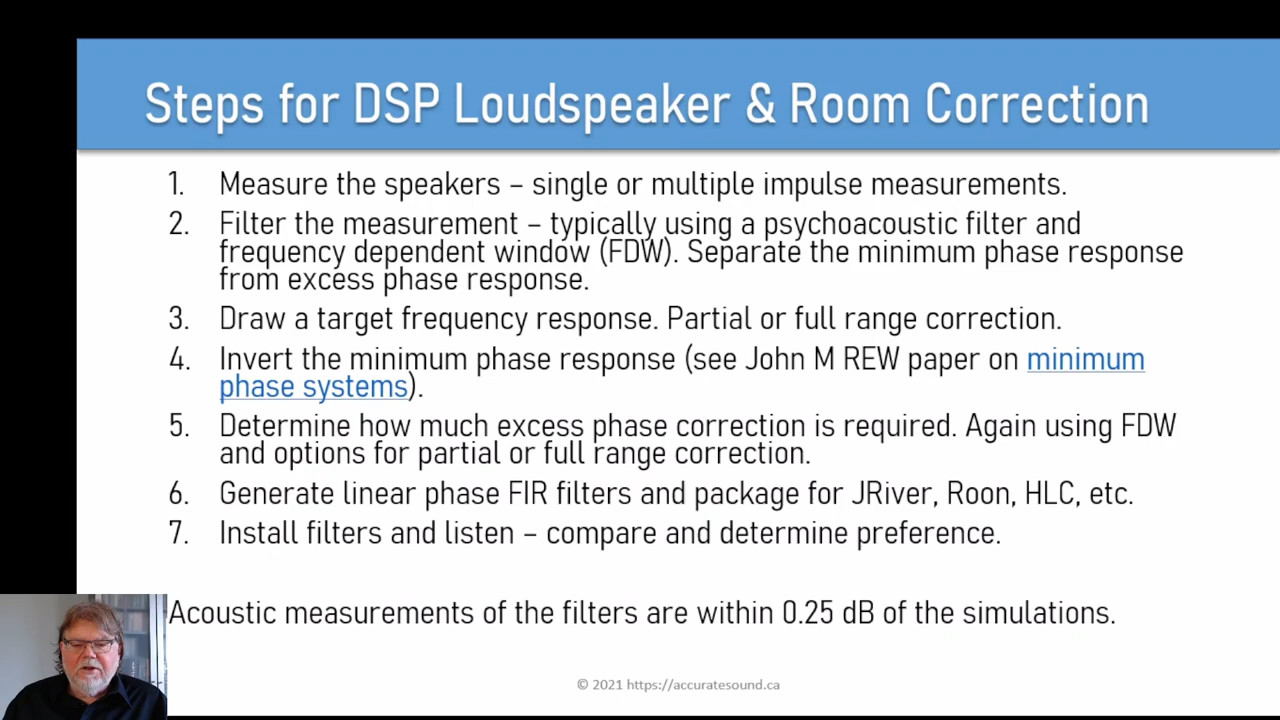 Steps for DSP Loudspeaker & Room Correction
1. Measure the speakers – single or multiple impulse measurements.
2. Filter the measurement – typically using a psychoacoustic filter and
frequency dependent window (FDW). Separate the minimum phase response
from excess phase response.
3. Draw a target frequency response. Partial or full range correction.
4. Invert the minimum phase response (see John M REW paper on minimum
phase systems).
5. Determine how much excess phase correction is required. Again using FDW
and options for partial or full range correction.
6. Generate linear phase FIR filters and package for JRiver, Roon, HLC, etc.
7. Install filters and listen – compare and determine preference.
Acoustic measurements of the filters are within 0.25 dB of the simulations.
© 2021 https://accuratesound.ca